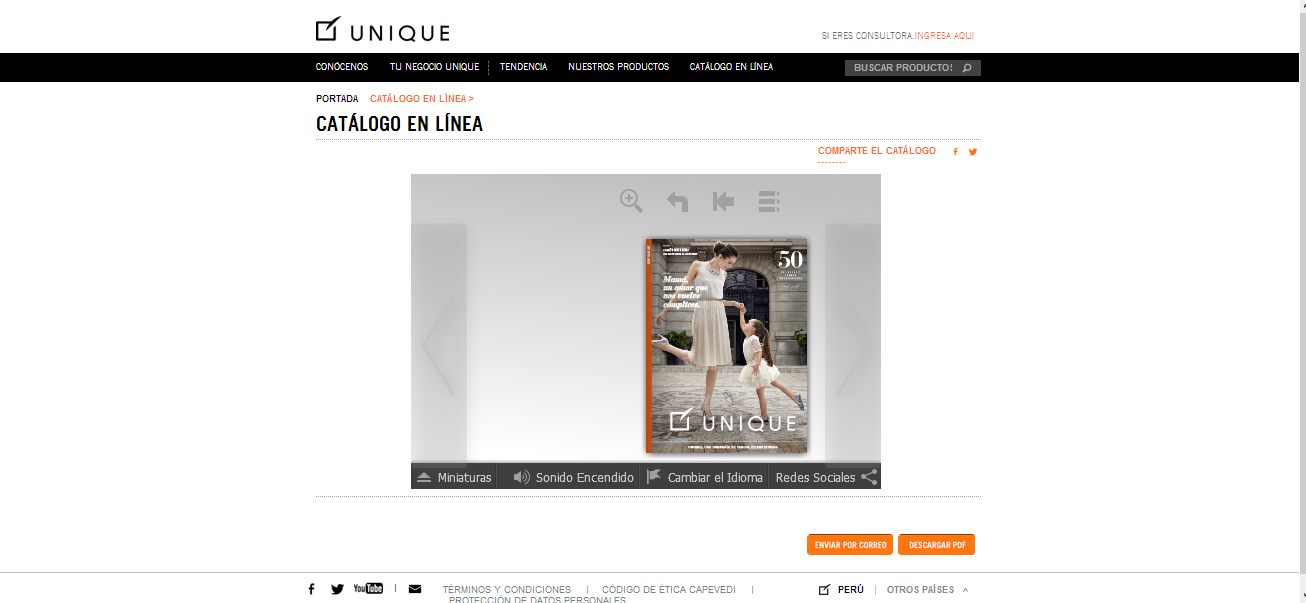 UNIQUE
SI ERES CONSULTORA.INGRESA AQUI
CONÓCENOS TU NEGOCIO UNIQUE TENDENCIA NUESTROS PRODUCTOS CATÁLOGO EN LÍNEA BUSCAR PRODUCTOS
PORTADA CATÁLOGO EN LÍNEA >
CATÁLOGO EN LÍNEA
COMPARTE EL CATÁLOGO
50
Mamá,
un amor que
nos vuelve
cómplices.
UNIQUE
Miniaturas Sonido Encendido Cambiar el Idioma Redes Sociales
ENVIAR POR CORREO DESCARGAR PDF
YouTube TÉRMINOS Y CONDICIONES | CÓDIGO DE ÉTICA CAPEVEDI | PERÚ | OTROS PAÍSES
PROTECCIÓN DE DATOS PERSONALES